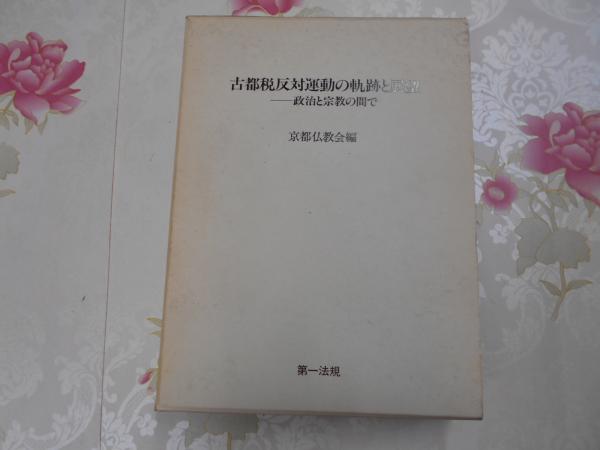 古都税反対運動の軌跡と展望
――政治と宗教の間で
京都仏教会編
第一法規